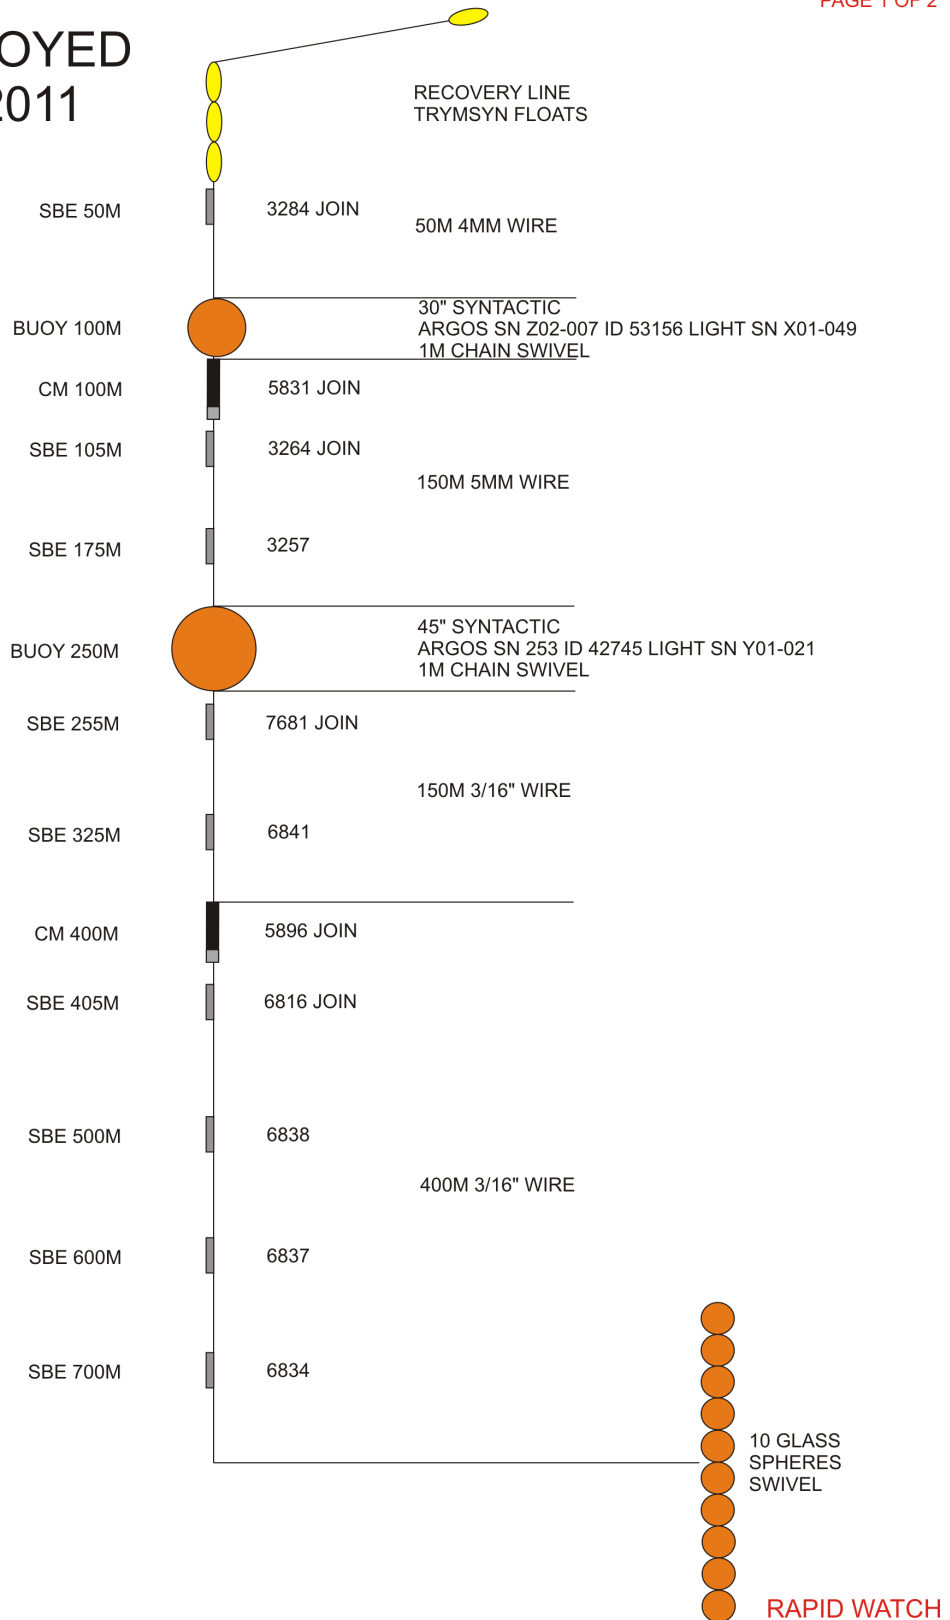 PAGE 1 OF 2
OYED
2011
RECOVERY LINE
TRYMSYN FLOATS
SBE 50M
3284 JOIN
50M 4MM WIRE
BUOY 100M
30" SYNTACTIC
ARGOS SN Z02-007 ID 53156 LIGHT SN X01-049
1M CHAIN SWIVEL
CM 100M
5831 JOIN
SBE 105M
3264 JOIN
150M 5MM WIRE
SBE 175M
3257
BUOY 250M
45" SYNTACTIC
ARGOS SN 253 ID 42745 LIGHT SN Y01-021
1M CHAIN SWIVEL
SBE 255M
7681 JOIN
150M 3/16" WIRE
SBE 325M
6841
CM 400M
5896 JOIN
SBE 405M
6816 JOIN
SBE 500M
6838
400M 3/16" WIRE
SBE 600M
6837
SBE 700M
6834
10 GLASS
SPHERES
SWIVEL
RAPID WATCH